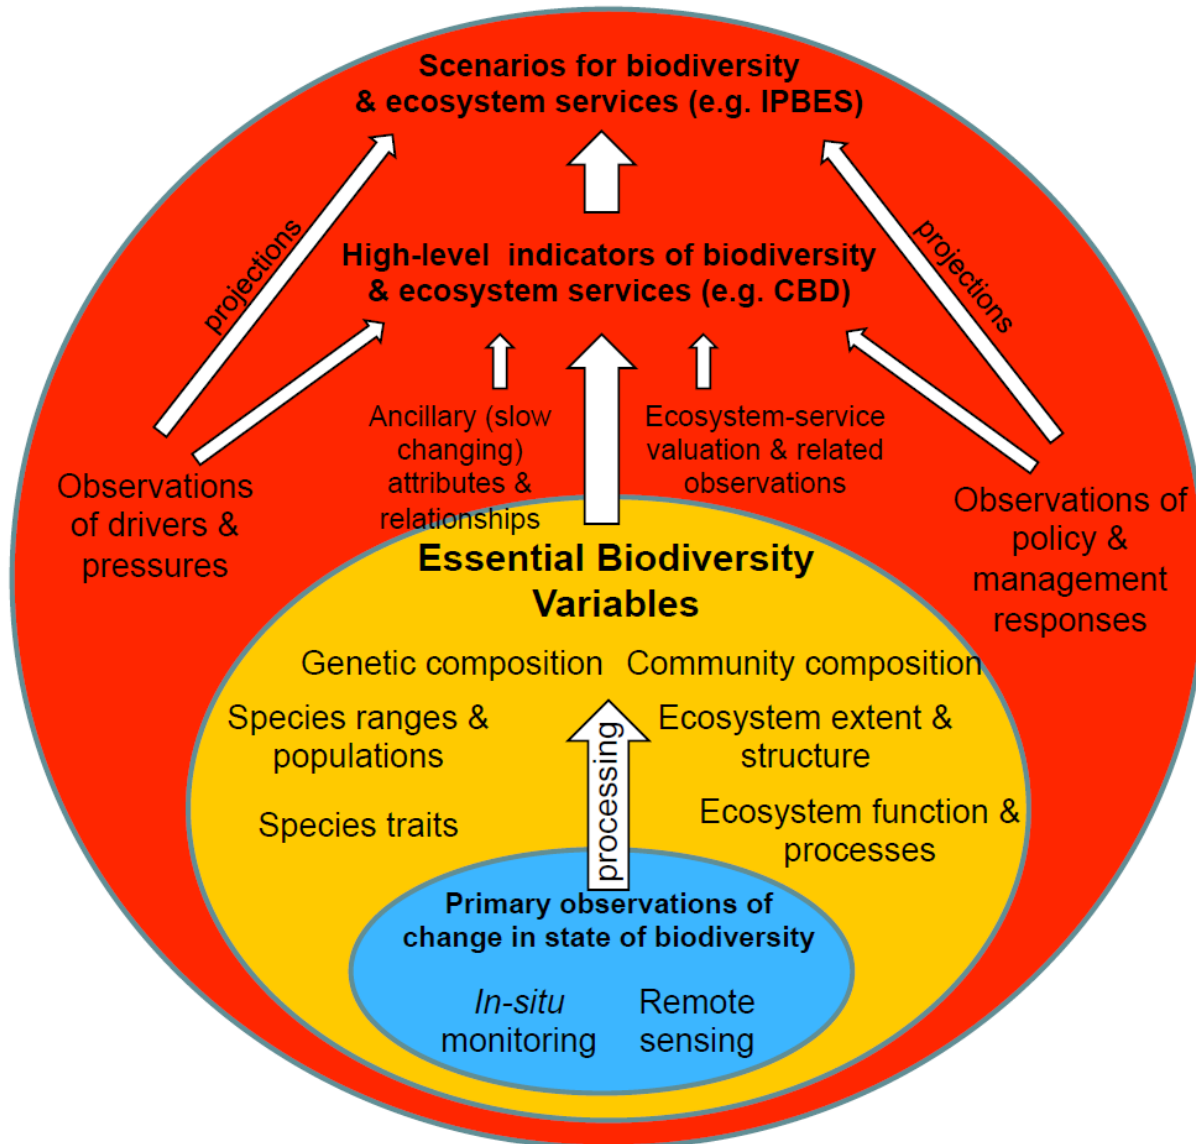 Scenarios for biodiversity
& ecosystem services (e.g. IPBES)
projections
projections
High-level indicators of biodiversity
& ecosystem services (e.g. CBD)
Ancillary (slow
changing)
attributes &
relationships
Ecosystem-service
valuation & related
observations
Observations
of drivers &
pressures
Observations of
policy &
management
responses
Essential Biodiversity
Variables
Genetic composition
Community composition
Species ranges &
populations
Ecosystem extent &
structure
Species traits
Ecosystem function &
processes
processing
Primary observations of
change in state of biodiversity
In-situ
monitoring
Remote
sensing